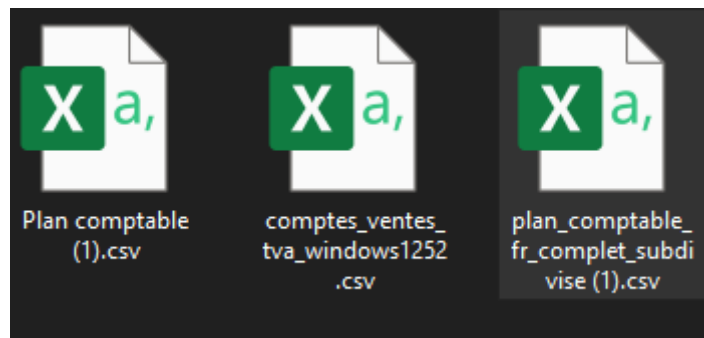 X a,
X a,
X a,
Plan comptable
(1).csv
comptes_ventes_
tva_windows1252
.csv
plan_comptable_
fr_complet_subdi
vise (1).csv